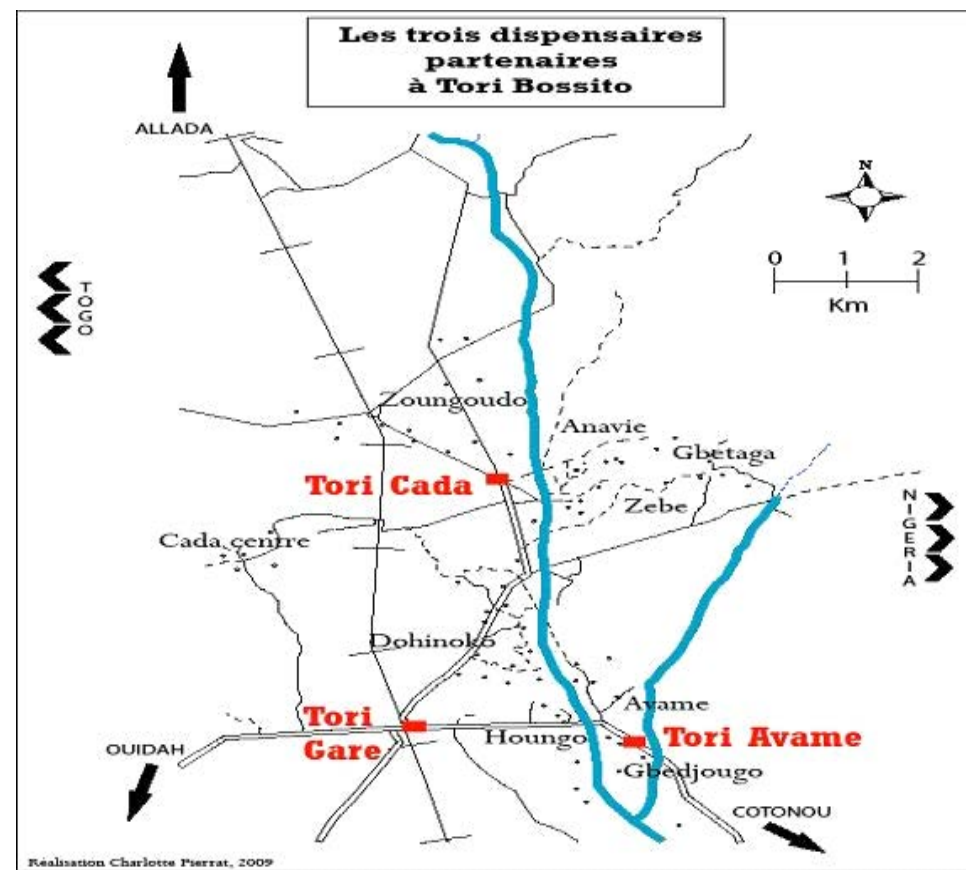 Les trois dispensaires
partenaires
à Tori Bossito
ALLADA
N
0 1 2
Km
TOGO
Zoungoudo
Anavie
Gbetaga
Tori Cada
Zebe
NIGERIA
Cada centre
Dohinoko
Avame
Tori
Gare
Houngo
Tori Avame
OUIDAH
Gbedjougo
COTONOU
Réalisation Charlotte Pierrat, 2009